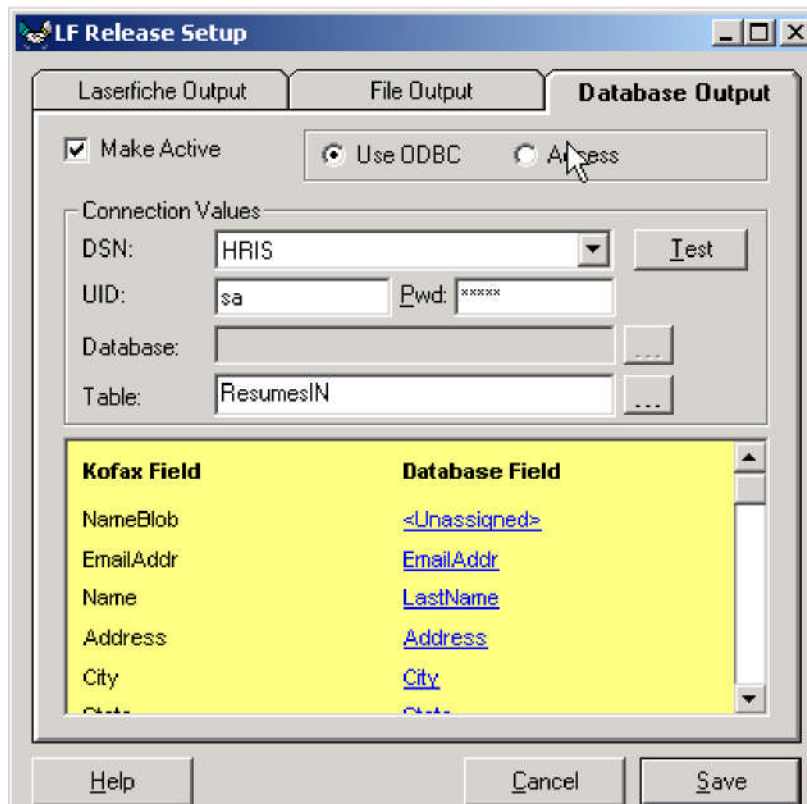 LF Release Setup
Laserfiche Output File Output Database Output
Make Active Use ODBC Access
Connection Values
DSN: HRIS Test
UID: sa Pwd: *****
Database: ...
Table: ResumesIN ...
Kofax Field Database Field
NameBlob <Unassigned>
EmailAddr EmailAddr
Name LastName
Address Address
City City
State State
Help Cancel Save